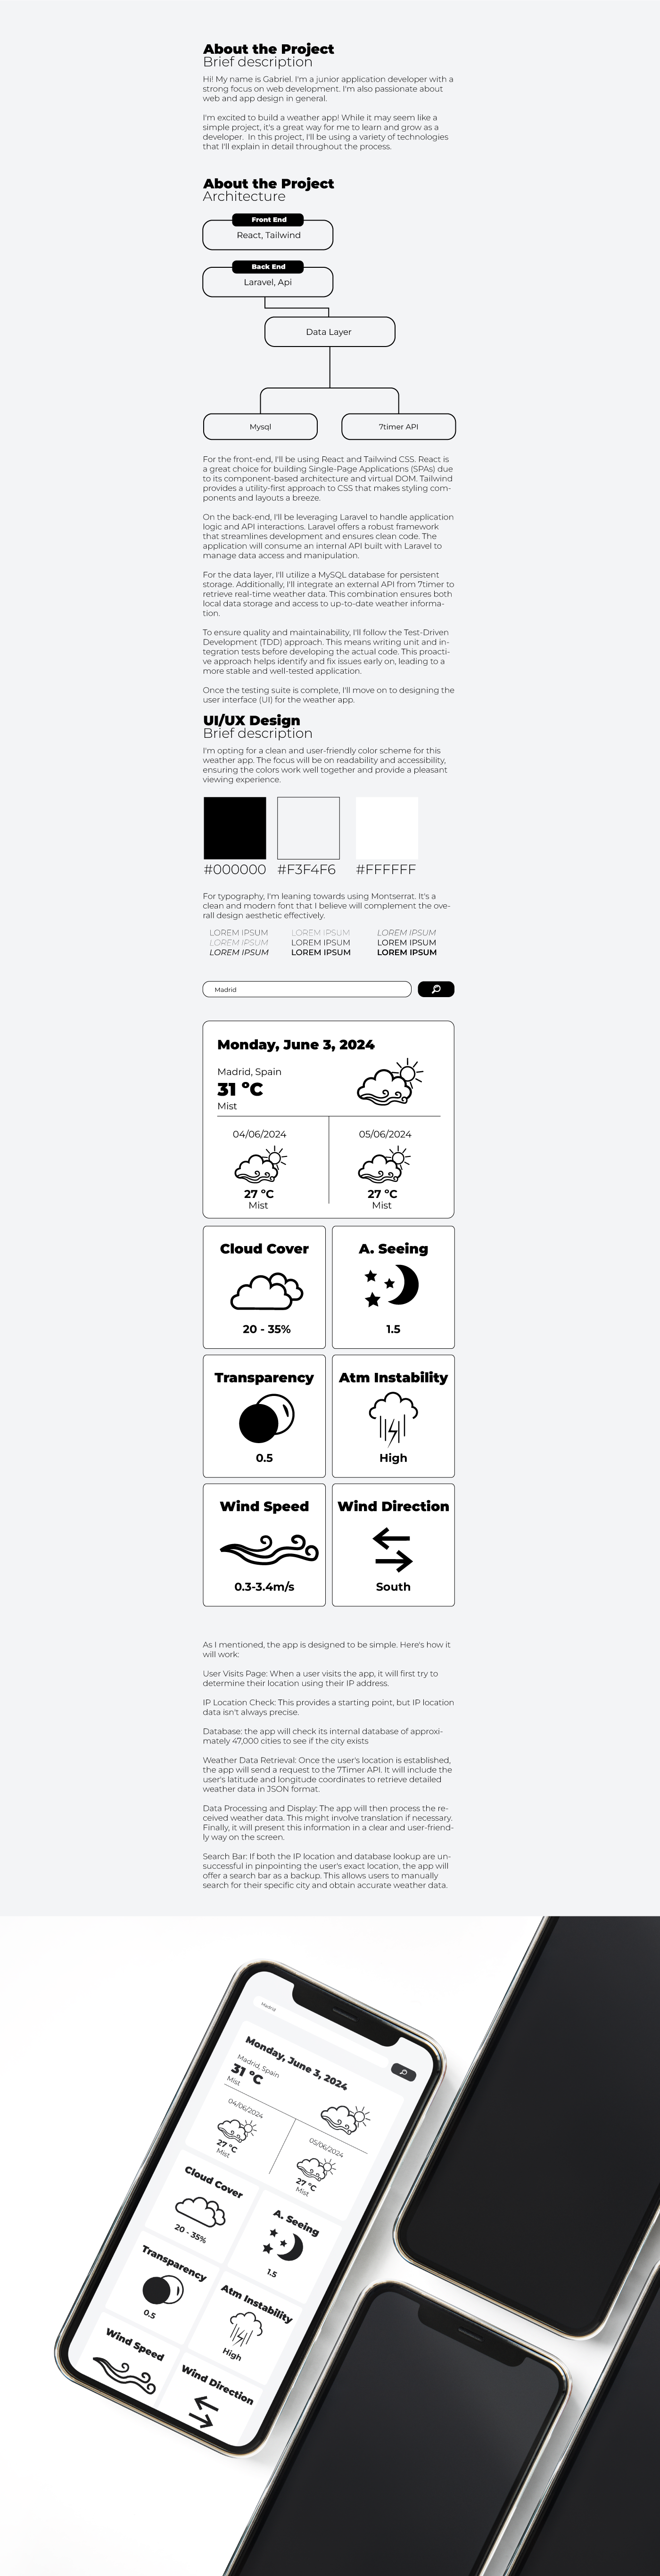 About the Project
Brief description
Hi! My name is Gabriel. I'm a junior application developer with a
strong focus on web development. I'm also passionate about
web and app design in general.
I'm excited to build a weather app! While it may seem like a
simple project, it's a great way for me to learn and grow as a
developer. In this project, I'll be using a variety of technologies
that I'll explain in detail throughout the process.
About the Project
Architecture
Front End
React, Tailwind
Back End
Laravel, Api
Data Layer
Mysql
7timer API
For the front-end, I'll be using React and Tailwind CSS. React is
a great choice for building Single-Page Applications (SPAs) due
to its component-based architecture and virtual DOM. Tailwind
provides a utility-first approach to CSS that makes styling com-
ponents and layouts a breeze.
On the back-end, I'll be leveraging Laravel to handle application
logic and API interactions. Laravel offers a robust framework
that streamlines development and ensures clean code. The
application will consume an internal API built with Laravel to
manage data access and manipulation.
For the data layer, I'll utilize a MySQL database for persistent
storage. Additionally, I'll integrate an external API from 7timer to
retrieve real-time weather data. This combination ensures both
local data storage and access to up-to-date weather informa-
tion.
To ensure quality and maintainability, I'll follow the Test-Driven
Development (TDD) approach. This means writing unit and in-
tegration tests before developing the actual code. This proacti-
ve approach helps identify and fix issues early on, leading to a
more stable and well-tested application.
Once the testing suite is complete, I'll move on to designing the
user interface (UI) for the weather app.
UI/UX Design
Brief description
I'm opting for a clean and user-friendly color scheme for this
weather app. The focus will be on readability and accessibility,
ensuring the colors work well together and provide a pleasant
viewing experience.
#000000 #F3F4F6 #FFFFFF
For typography, I'm leaning towards using Montserrat. It's a
clean and modern font that I believe will complement the ove-
rall design aesthetic effectively.
LOREM IPSUM LOREM IPSUM LOREM IPSUM
LOREM IPSUM LOREM IPSUM LOREM IPSUM
LOREM IPSUM LOREM IPSUM LOREM IPSUM
Madrid
Monday, June 3, 2024
Madrid, Spain
31 ºC
Mist
04/06/2024
27 ºC
Mist
05/06/2024
27 ºC
Mist
Cloud Cover
20 - 35%
A. Seeing
1.5
Transparency
0.5
Atm Instability
High
Wind Speed
0.3-3.4m/s
Wind Direction
South
As I mentioned, the app is designed to be simple. Here's how it
will work:
User Visits Page: When a user visits the app, it will first try to
determine their location using their IP address.
IP Location Check: This provides a starting point, but IP location
data isn't always precise.
Database: the app will check its internal database of approxi-
mately 47,000 cities to see if the city exists
Weather Data Retrieval: Once the user's location is established,
the app will send a request to the 7Timer API. It will include the
user's latitude and longitude coordinates to retrieve detailed
weather data in JSON format.
Data Processing and Display: The app will then process the re-
ceived weather data. This might involve translation if necessary.
Finally, it will present this information in a clear and user-friend-
ly way on the screen.
Search Bar: If both the IP location and database lookup are un-
successful in pinpointing the user's exact location, the app will
offer a search bar as a backup. This allows users to manually
search for their specific city and obtain accurate weather data.
Madrid
Monday, June 3, 2024
Madrid, Spain
31 ºC
Mist
04/06/2024
27 ºC
Mist
05/06/2024
27 ºC
Mist
Cloud Cover
20 - 35%
A. Seeing
1.5
Transparency
0.5
Atm Instability
High
Wind Speed
Wind Direction